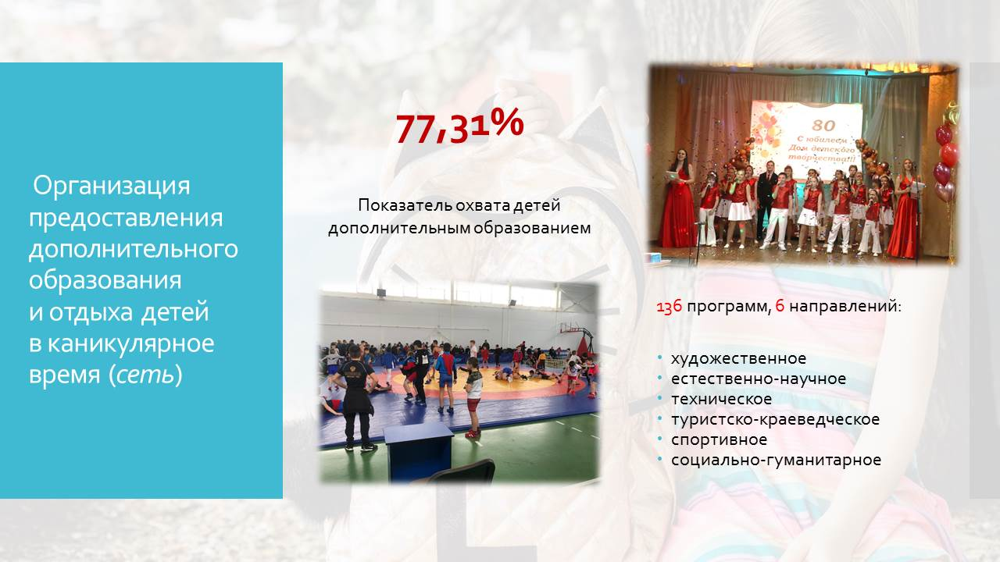 Организация
предоставления
дополнительного
образования
и отдыха детей
в каникулярное
время (сеть)
77,31%
Показатель охвата детей
дополнительным образованием
80
С юбилеем
Дом детского
творчества!!!
136 программ, 6 направлений:
• художественное
• естественно-научное
• техническое
• туристско-краеведческое
• спортивное
• социально-гуманитарное